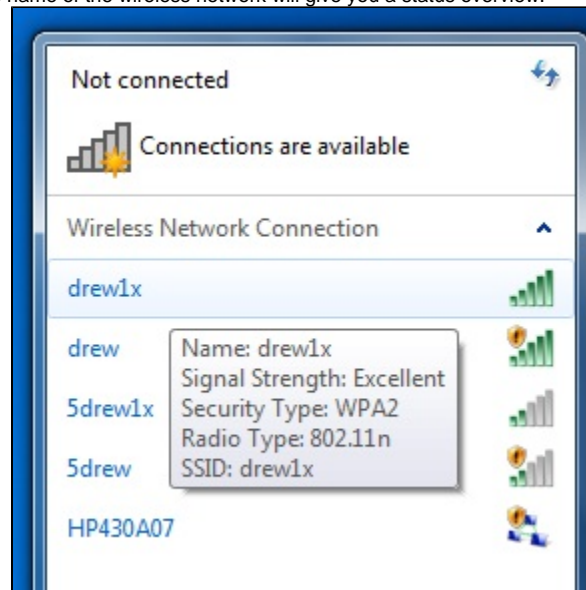 name of the wireless network will give you a status overview.
Not connected
Connections are available
Wireless Network Connection
drew1x
drew
Name: drew1x
Signal Strength: Excellent
Security Type: WPA2
Radio Type: 802.11n
SSID: drew1x
5drew1x
5drew
HP430A07